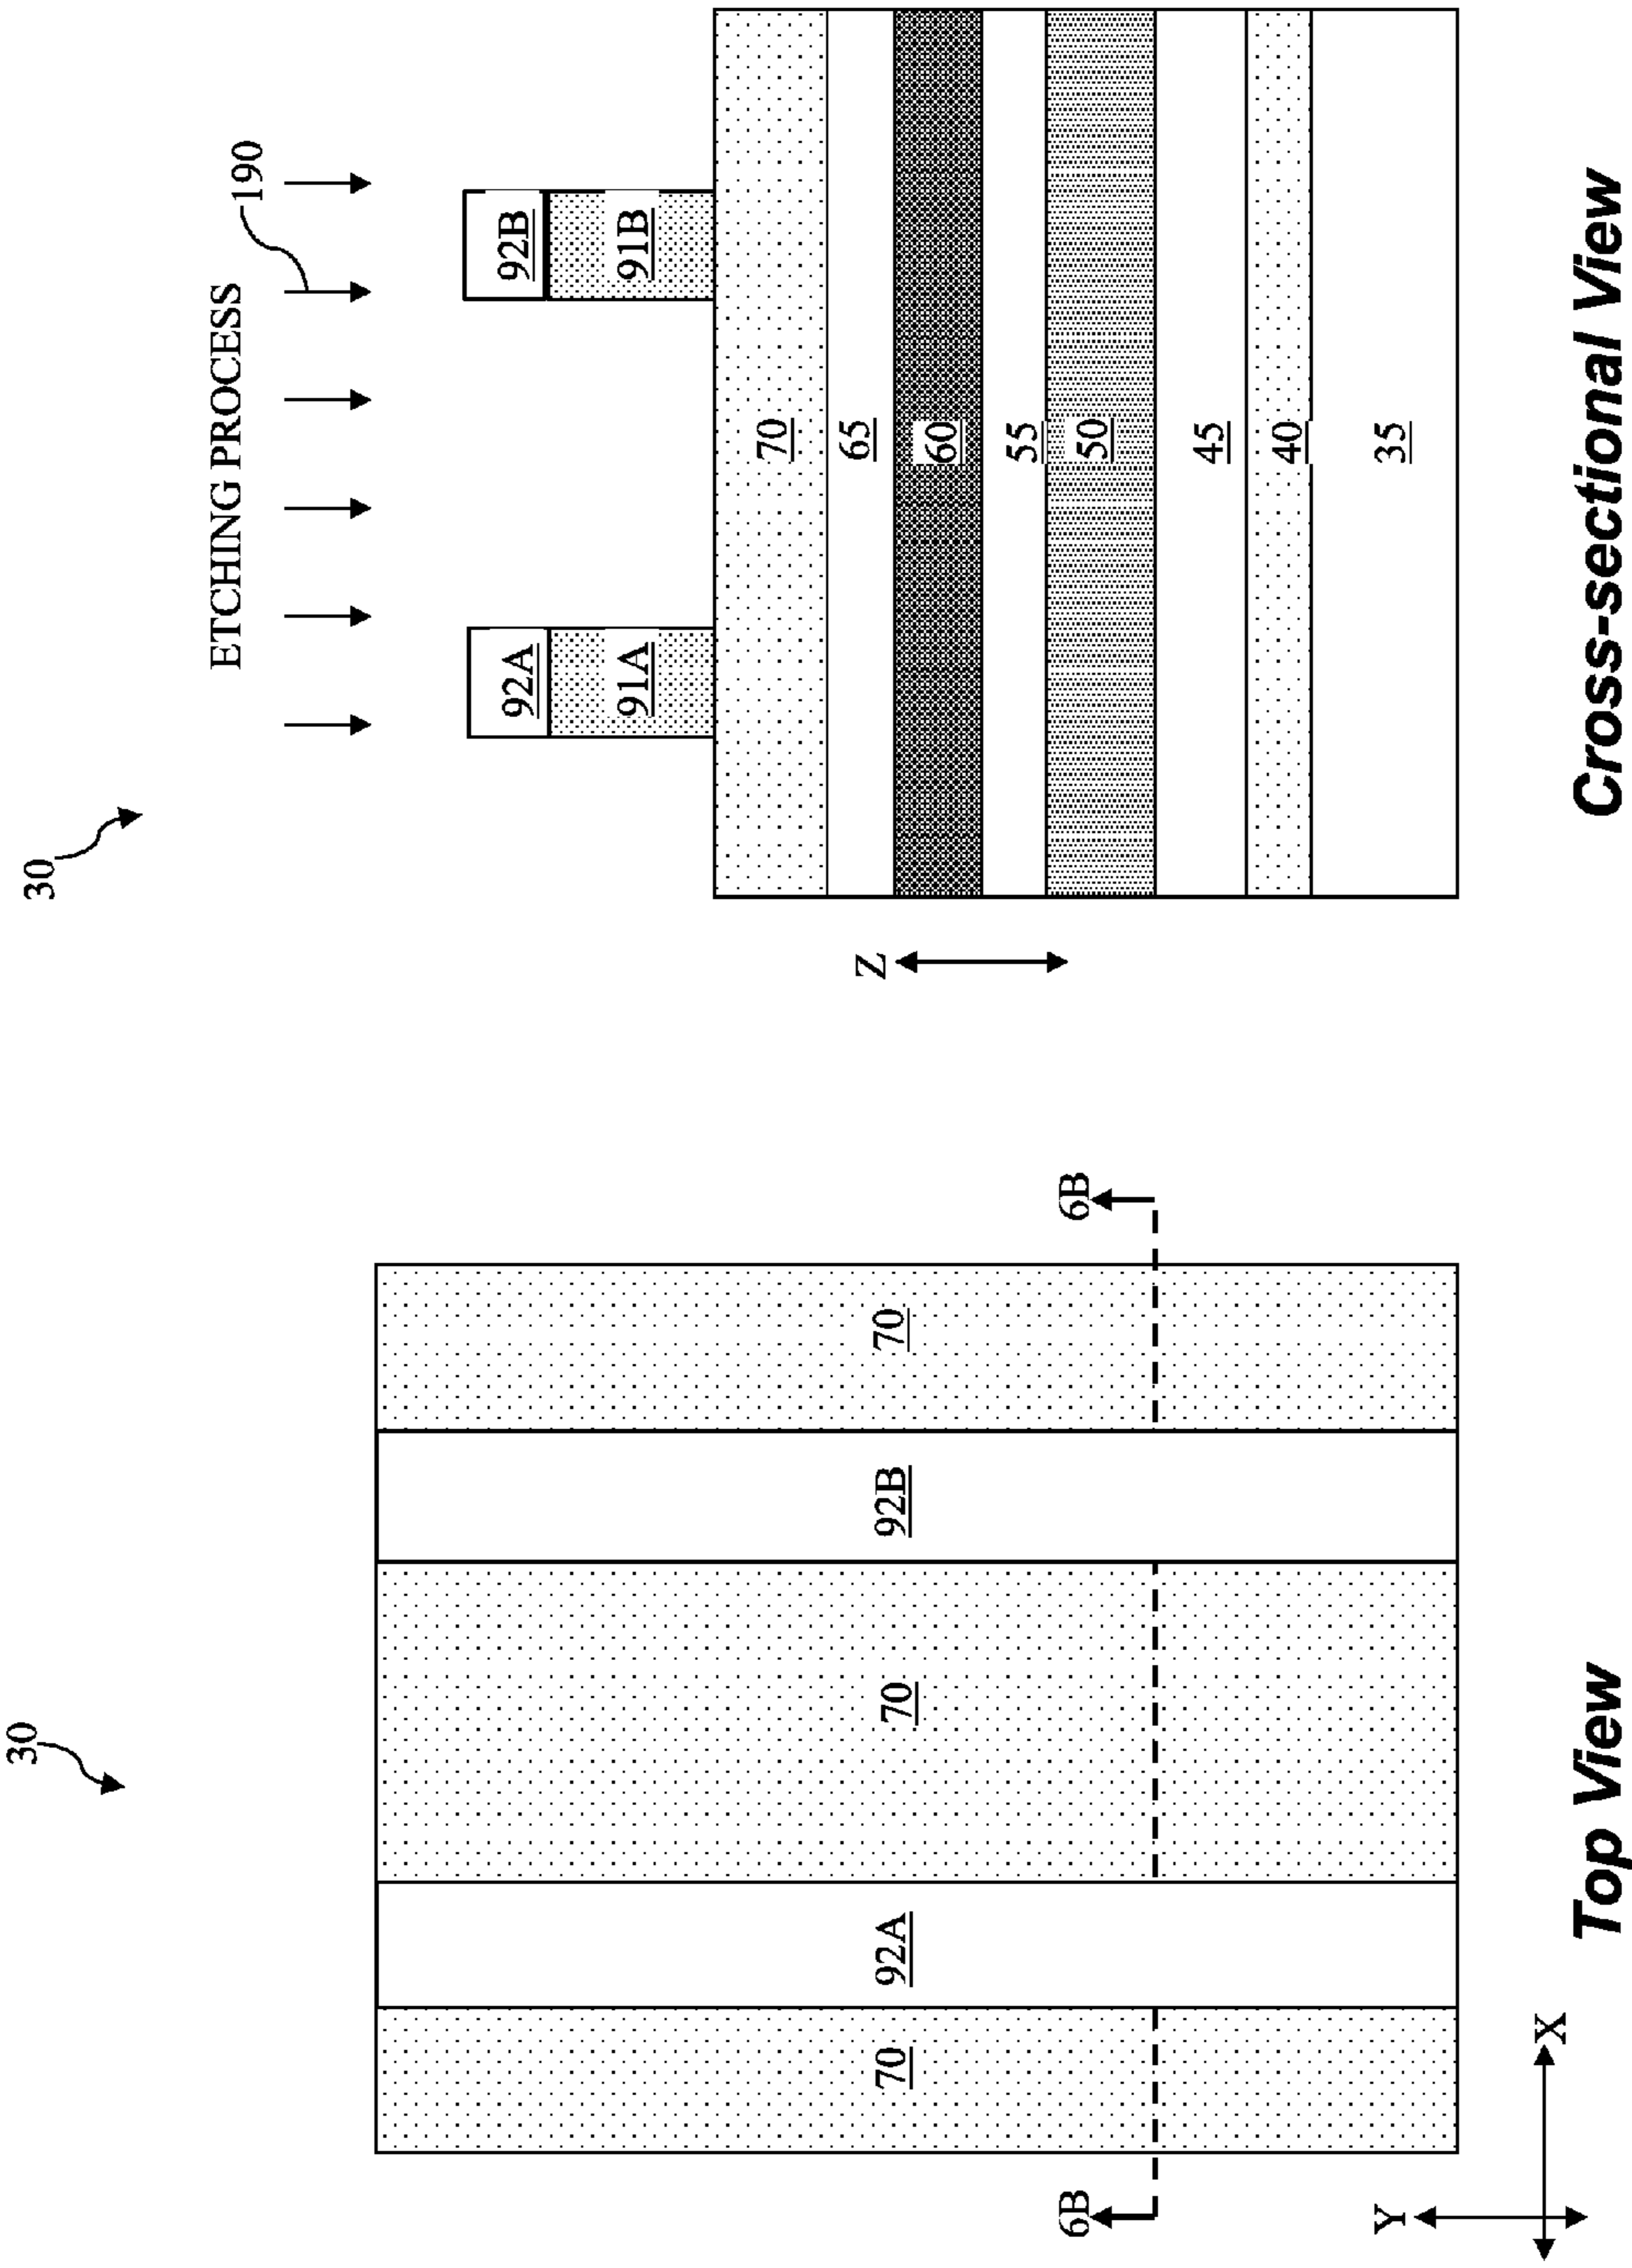 30
70
92A
70
92B
70
6B
6B
Y
X
Top View
30
ETCHING PROCESS
190
92A
92B
91A
91B
Z
70
65
60
55
50
45
40
35
Cross-sectional View